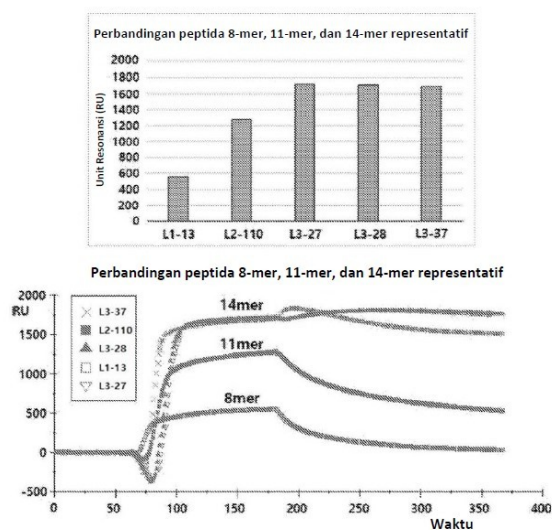 Perbandingan peptida 8-mer, 11-mer, dan 14-mer representatif
Unit Resonansi (RU)
2000
1800
1600
1400
1200
1000
800
600
400
200
0
L1-13 L2-110 L3-27 L3-28 L3-37
Perbandingan peptida 8-mer, 11-mer, dan 14-mer representatif
RU
2000
1500
1000
500
0
-500
L3-37
L2-110
L3-28
L1-13
L3-27
14mer
11mer
8mer
0 50 100 150 200 250 300 350 400
Waktu